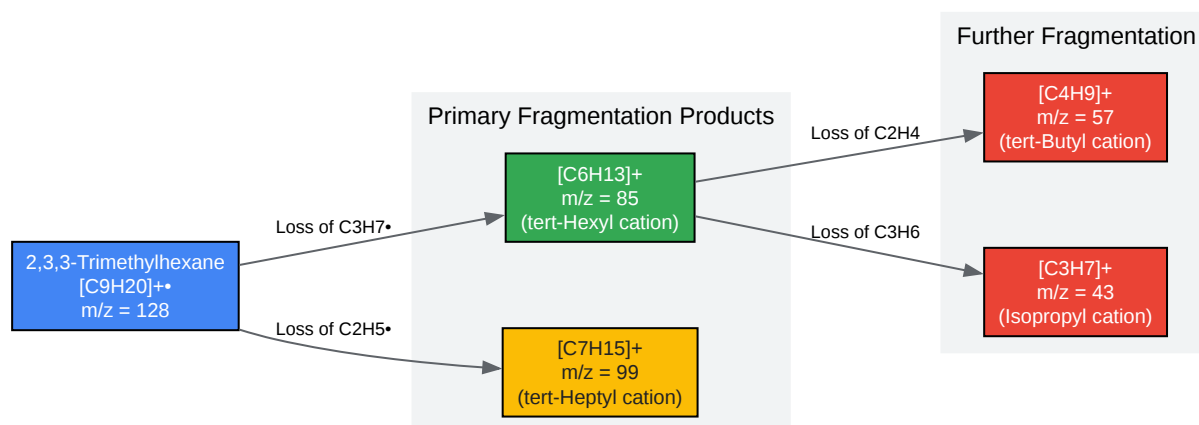 2,3,3-Trimethylhexane
[C9H20]+•
m/z = 128
Loss of C3H7•
Loss of C2H5•
Primary Fragmentation Products
[C6H13]+
m/z = 85
(tert-Hexyl cation)
[C7H15]+
m/z = 99
(tert-Heptyl cation)
Loss of C2H4
Loss of C3H6
Further Fragmentation
[C4H9]+
m/z = 57
(tert-Butyl cation)
[C3H7]+
m/z = 43
(Isopropyl cation)